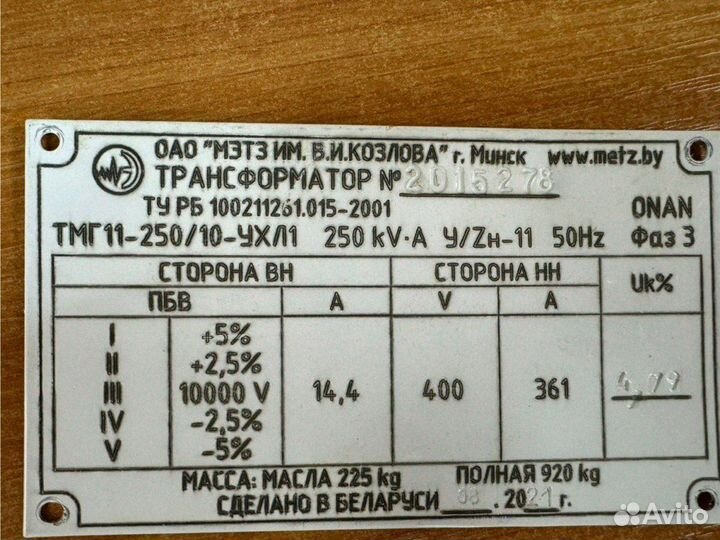 ОАО "МЭТЗ ИМ. В.И.КОЗЛОВА" г. Минск www.metz.by
ТРАНСФОРМАТОР № 2015278
ТУ РБ 100211261.015-2001 ONAN
ТМГ11-250/10-УХЛ1 250 kV·A У/Zн-11 50Hz Фаз 3
СТОРОНА ВН СТОРОНА НН Uk%
ПБВ А V А
I +5%
II +2,5%
III 10000 V 14,4 400 361 4,79
IV -2,5%
V -5%
МАССА: МАСЛА 225 kg ПОЛНАЯ 920 kg
СДЕЛАНО В БЕЛАРУСИ . 2021 г.
Avito